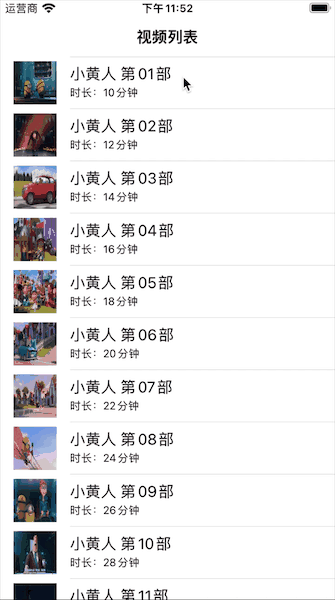 运营商 下午11:52
视频列表
小黄人 第01部
时长：10分钟
小黄人 第02部
时长：12分钟
小黄人 第03部
时长：14分钟
小黄人 第04部
时长：16分钟
小黄人 第05部
时长：18分钟
小黄人 第06部
时长：20分钟
小黄人 第07部
时长：22分钟
小黄人 第08部
时长：24分钟
小黄人 第09部
时长：26分钟
小黄人 第10部
时长：28分钟
小黄人 第11部